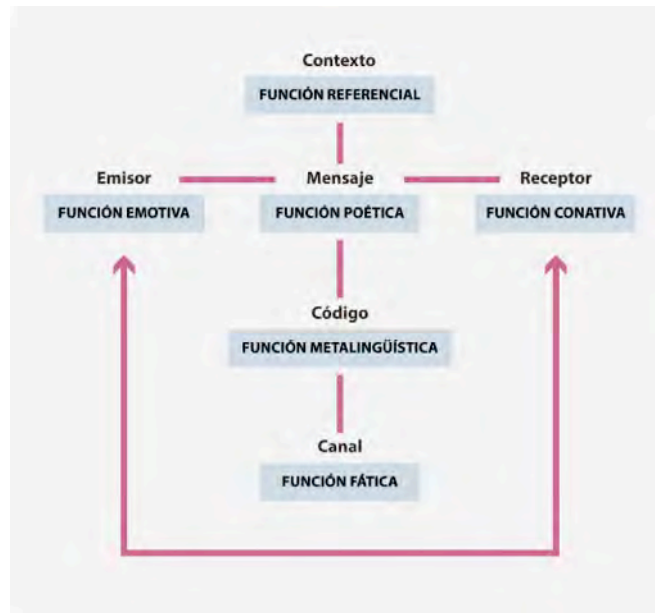 Contexto
FUNCIÓN REFERENCIAL
Emisor
Mensaje
Receptor
FUNCIÓN EMOTIVA
FUNCIÓN POÉTICA
FUNCIÓN CONATIVA
Código
FUNCIÓN METALINGÜÍSTICA
Canal
FUNCIÓN FÁTICA